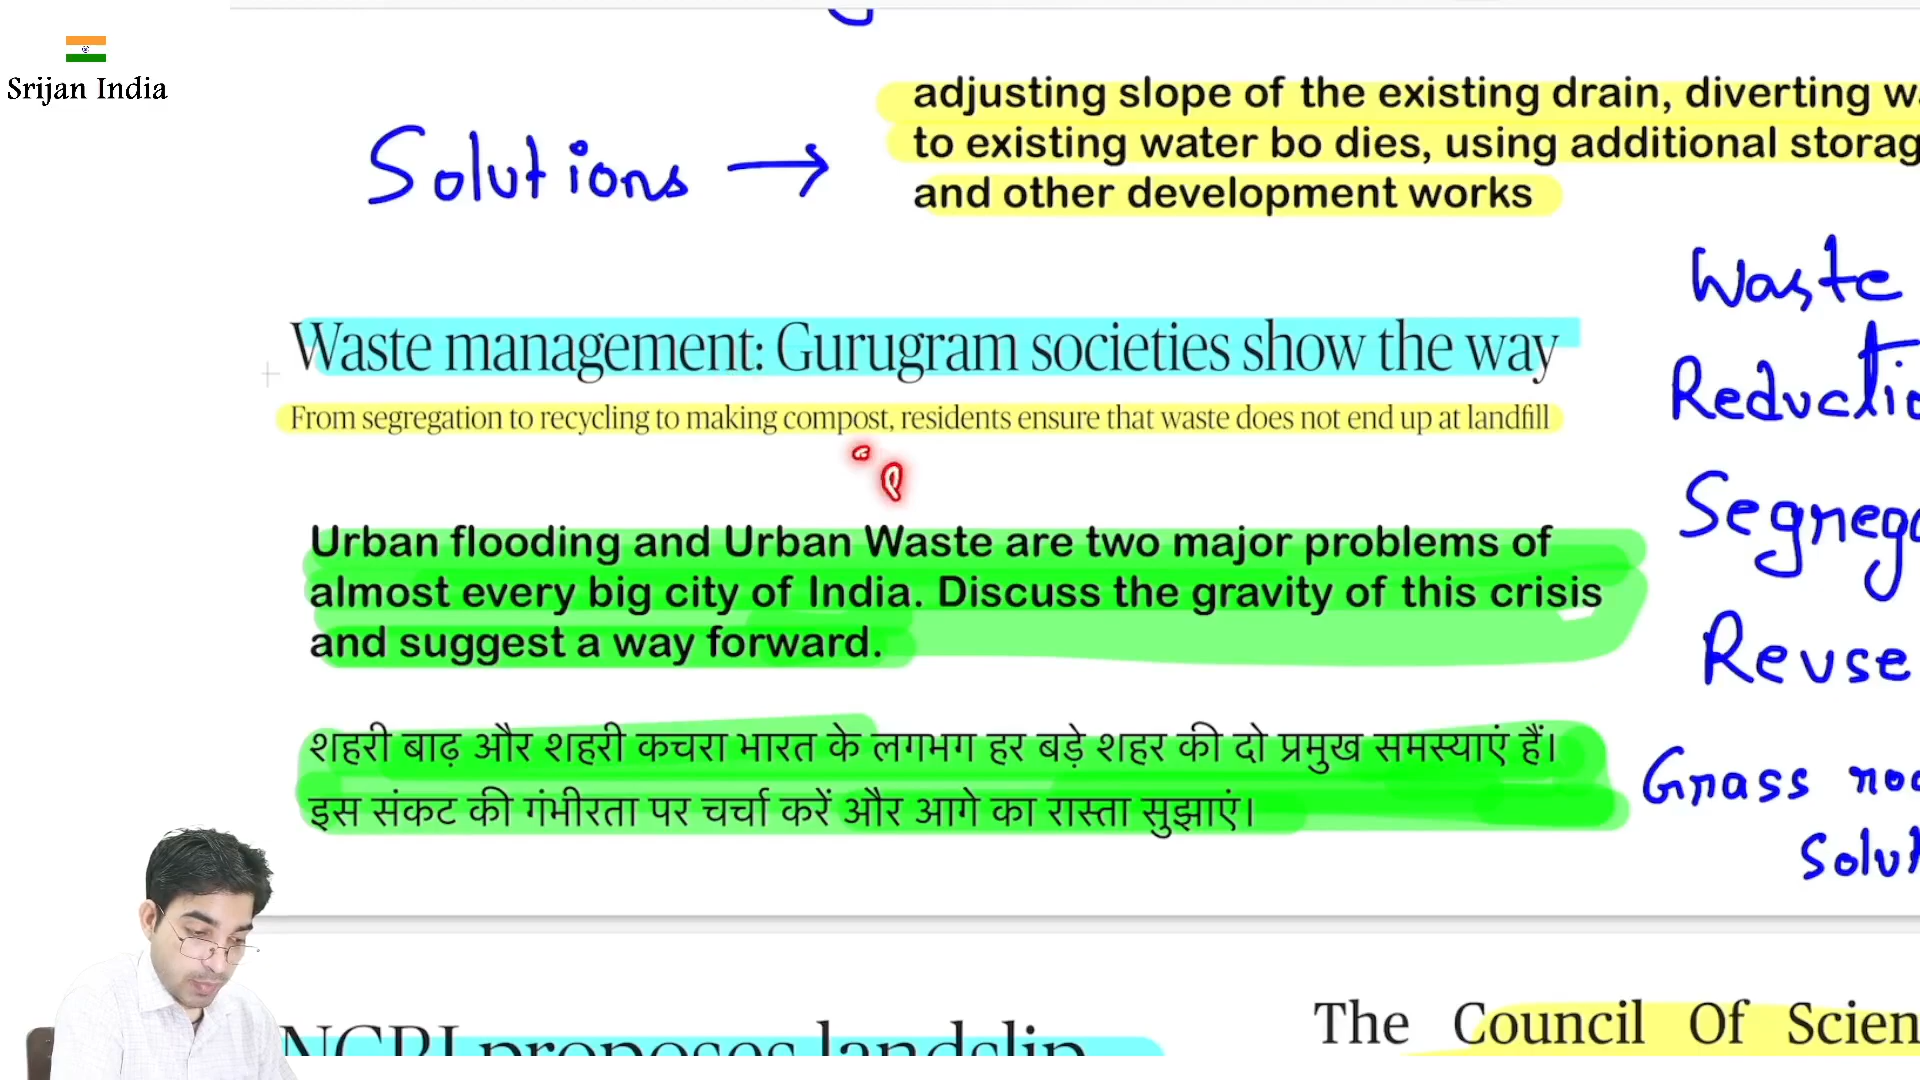 Srijan India
adjusting slope of the existing drain, diverting
to existing water bo dies, using additional
and other development works
Solutions →
Waste management: Gurugram societies show the way
From segregation to recycling to making compost, residents ensure that waste does not end up at landfill
Urban flooding and Urban Waste are two major problems of
almost every big city of India. Discuss the gravity of this crisis
and suggest a way forward.
शहरी बाढ़ और शहरी कचरा भारत के लगभग हर बड़े शहर की दो प्रमुख समस्याएं हैं।
इस संकट की गंभीरता पर चर्चा करें और आगे का रास्ता सुझाएं।
Waste
Reuse
Grass
NGRI proposes landslip
The Council Of